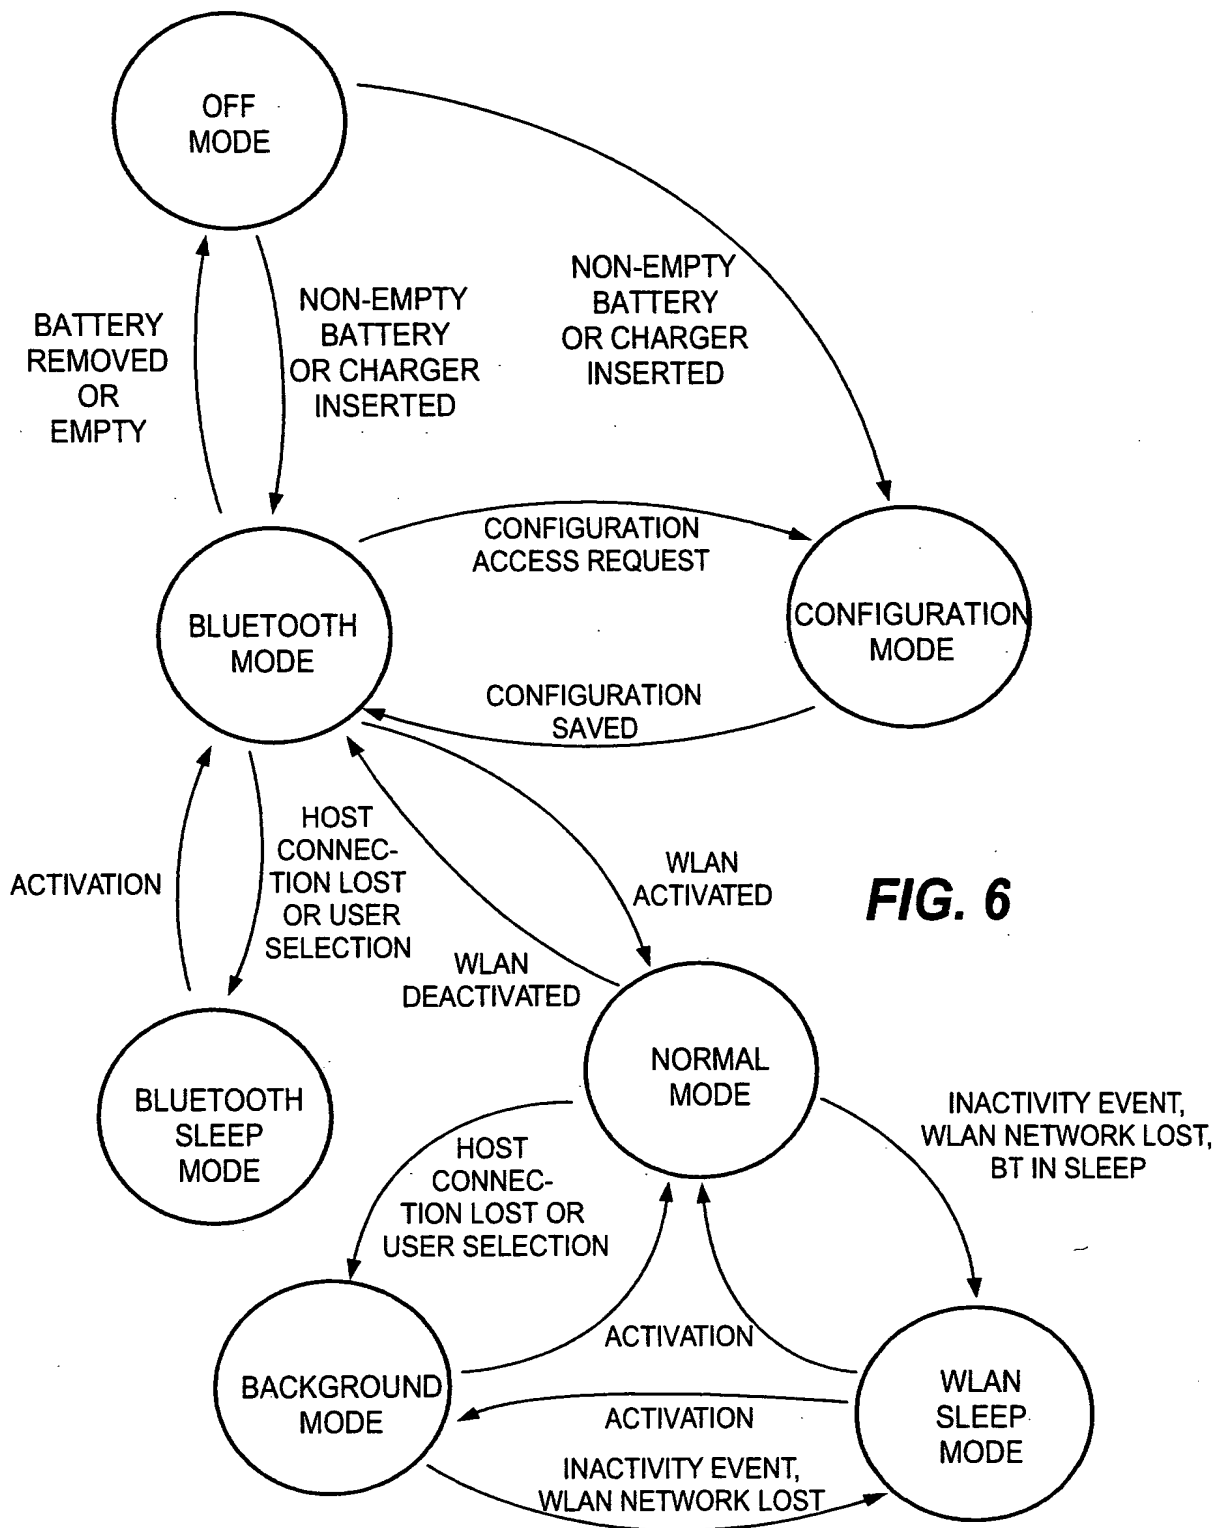 OFF
MODE
NON-EMPTY
BATTERY
OR CHARGER
INSERTED
BATTERY
REMOVED
OR
EMPTY
NON-EMPTY
BATTERY
OR CHARGER
INSERTED
CONFIGURATION
ACCESS REQUEST
BLUETOOTH
MODE
CONFIGURATION
MODE
CONFIGURATION
SAVED
HOST
CONNEC-
TION LOST
OR USER
SELECTION
ACTIVATION
WLAN
ACTIVATED
FIG. 6
WLAN
DEACTIVATED
NORMAL
MODE
BLUETOOTH
SLEEP
MODE
INACTIVITY EVENT,
WLAN NETWORK LOST,
BT IN SLEEP
HOST
CONNEC-
TION LOST OR
USER SELECTION
ACTIVATION
BACKGROUND
MODE
WLAN
SLEEP
MODE
ACTIVATION
INACTIVITY EVENT,
WLAN NETWORK LOST